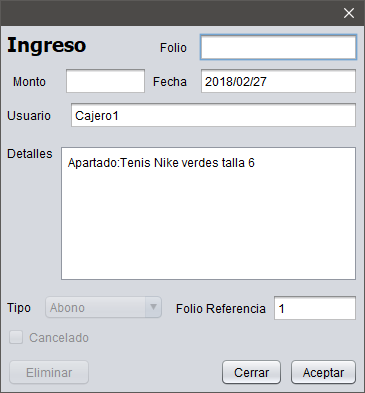 Ingreso Folio
Monto Fecha 2018/02/27
Usuario Cajero1
Detalles Apartado:Tenis Nike verdes talla 6
Tipo Abono Folio Referencia 1
Cancelado
Eliminar Cerrar Aceptar